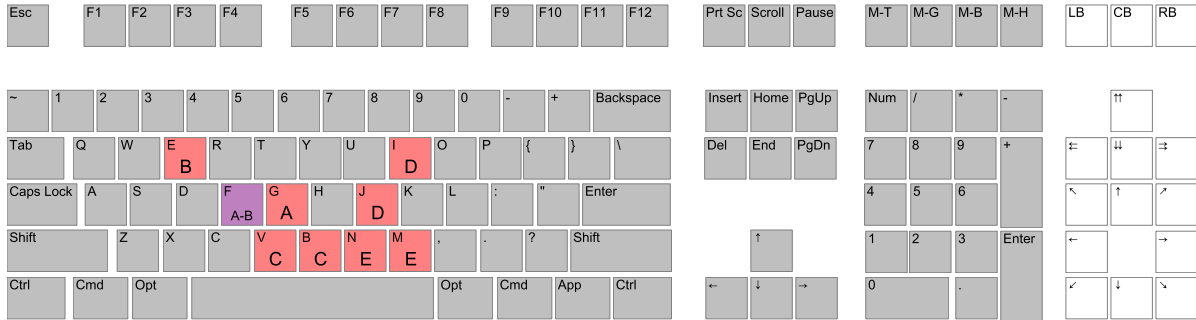 Esc F1 F2 F3 F4 F5 F6 F7 F8 F9 F10 F11 F12 Prt Sc Scroll Pause M-T M-G M-B M-H LB CB RB
~ 1 2 3 4 5 6 7 8 9 0 - + Backspace Insert Home PgUp Num / * - ⇈
Tab Q W E R T Y U I O P { } \ Del End PgDn 7 8 9 + ⇇ ⇊ ⇉
B D
Caps Lock A S D F G H J K L : " Enter 4 5 6 ↖ ↑ ↗
A-B A D
Shift Z X C V B N M , . ? Shift ↑ 1 2 3 Enter ← →
C C E E
Ctrl Cmd Opt Opt Cmd App Ctrl ← ↓ → 0 . ↙ ↓ ↘